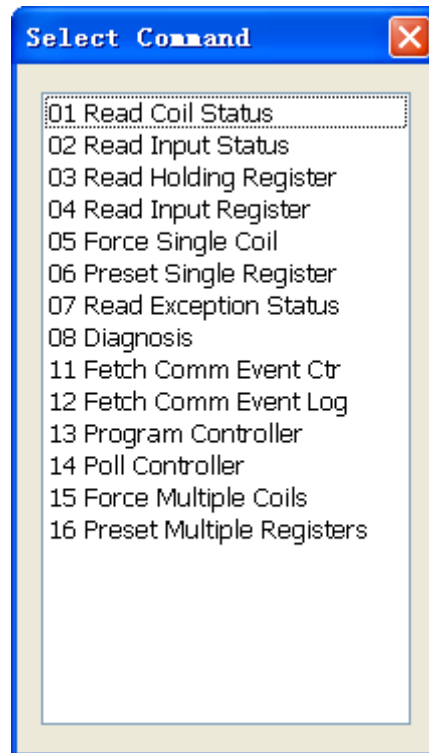 Select Command
01 Read Coil Status
02 Read Input Status
03 Read Holding Register
04 Read Input Register
05 Force Single Coil
06 Preset Single Register
07 Read Exception Status
08 Diagnosis
11 Fetch Comm Event Ctr
12 Fetch Comm Event Log
13 Program Controller
14 Poll Controller
15 Force Multiple Coils
16 Preset Multiple Registers